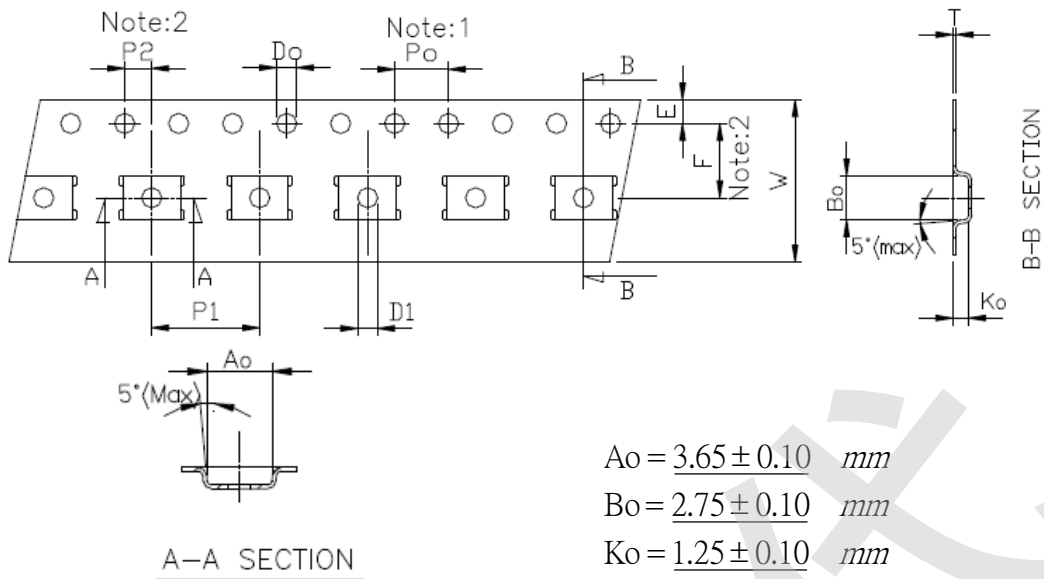 Note:2
P2
Do
Note:1
Po
B
T
E
F
Note:2
W
Bo
5°(max)
B-B SECTION
A
A
P1
D1
B
Ko
Ao
5°(Max)
A-A SECTION
Ao = 3.65 ± 0.10 mm
Bo = 2.75 ± 0.10 mm
Ko = 1.25 ± 0.10 mm